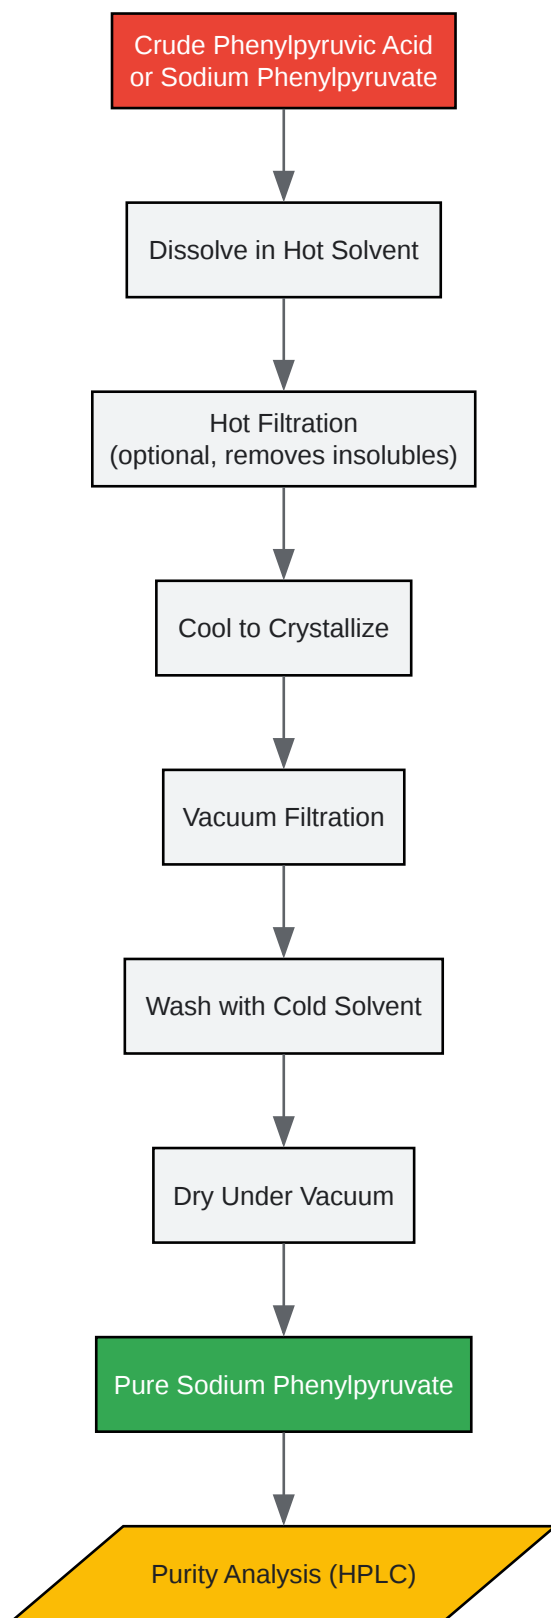 Crude Phenylpyruvic Acid
or Sodium Phenylpyruvate
Dissolve in Hot Solvent
Hot Filtration
(optional, removes insolubles)
Cool to Crystallize
Vacuum Filtration
Wash with Cold Solvent
Dry Under Vacuum
Pure Sodium Phenylpyruvate
Purity Analysis (HPLC)